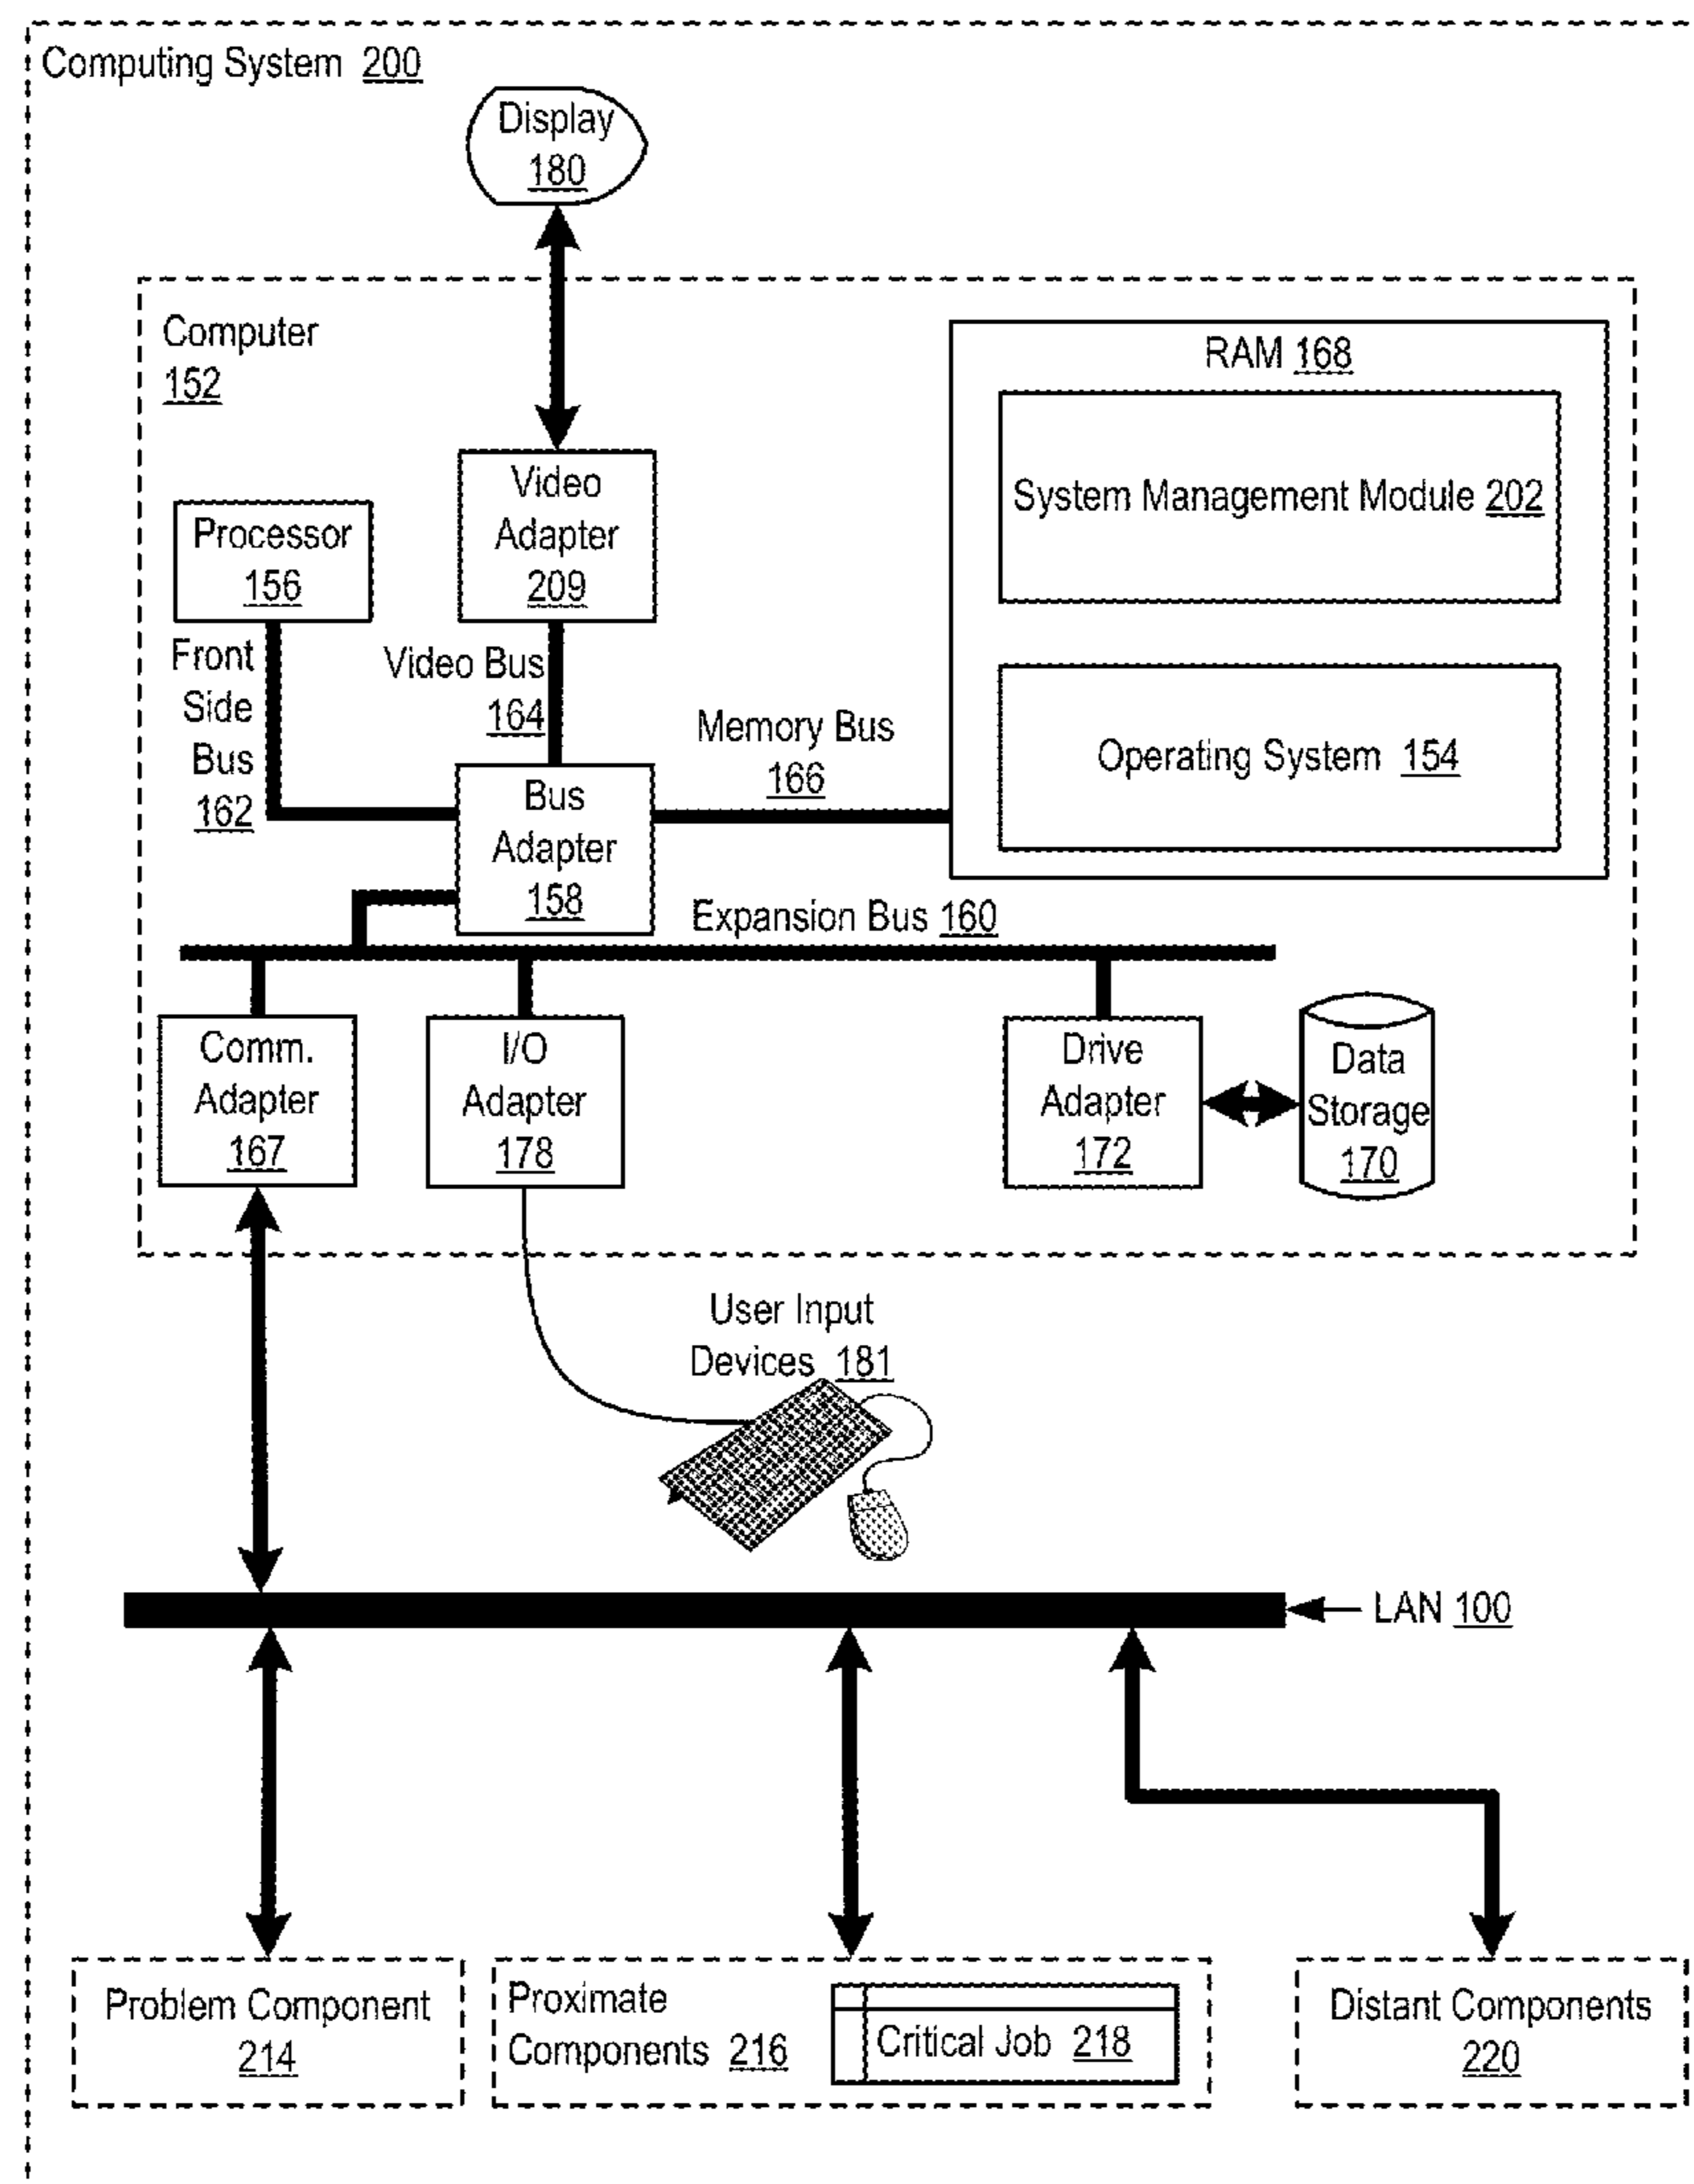 Computing System 200
Display
180
Computer
152
RAM 168
System Management Module 202
Operating System 154
Video
Adapter
209
Processor
156
Front
Side
Bus
162
Video Bus
164
Memory Bus
166
Bus
Adapter
158
Expansion Bus 160
Comm.
Adapter
167
I/O
Adapter
178
Drive
Adapter
172
Data
Storage
170
User Input
Devices 181
LAN 100
Problem Component
214
Proximate
Components 216
Critical Job 218
Distant Components
220